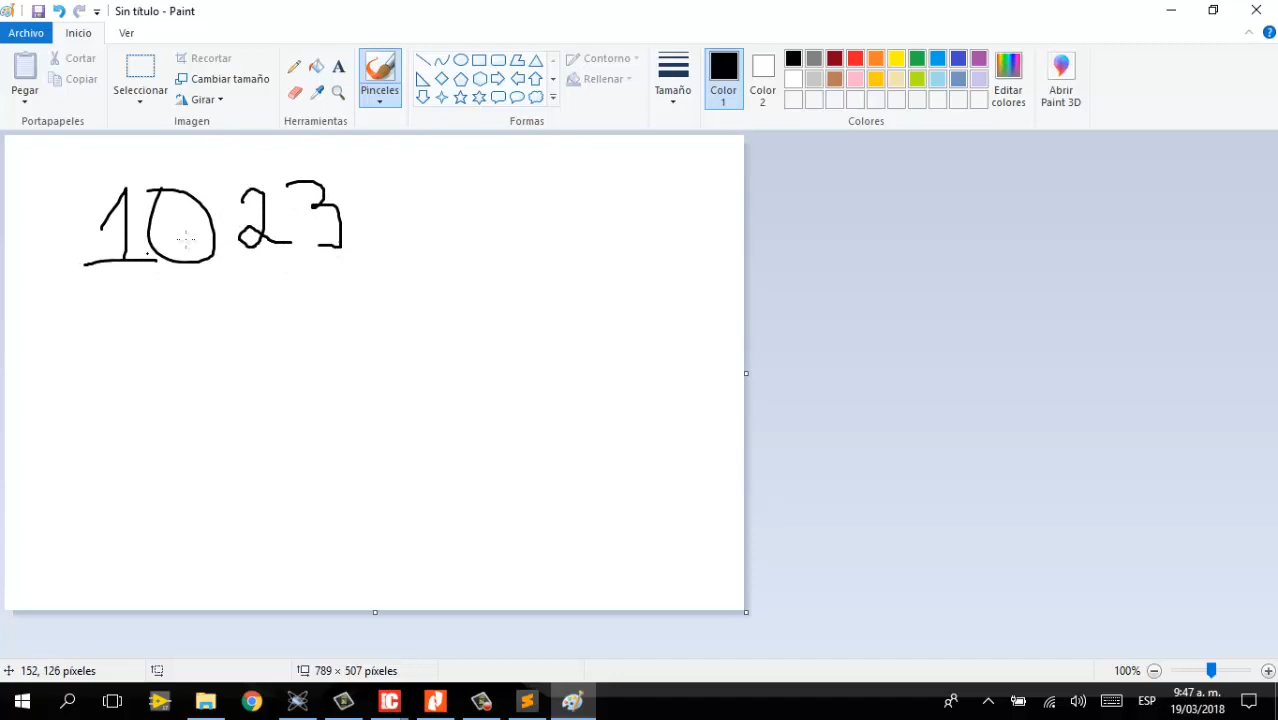 Sin título - Paint
Archivo Inicio Ver
Pegar
Cortar
Copiar
Portapapeles
Seleccionar
Recortar
Cambiar tamaño
Girar
Imagen
A
Herramientas
Pinceles
Contorno
Rellenar
Formas
Tamaño
Color 1
Color 2
Editar colores
Abrir Paint 3D
Colores
1023
152, 126 píxeles
789 × 507 píxeles
100%
ESP
9:47 a. m.
19/03/2018